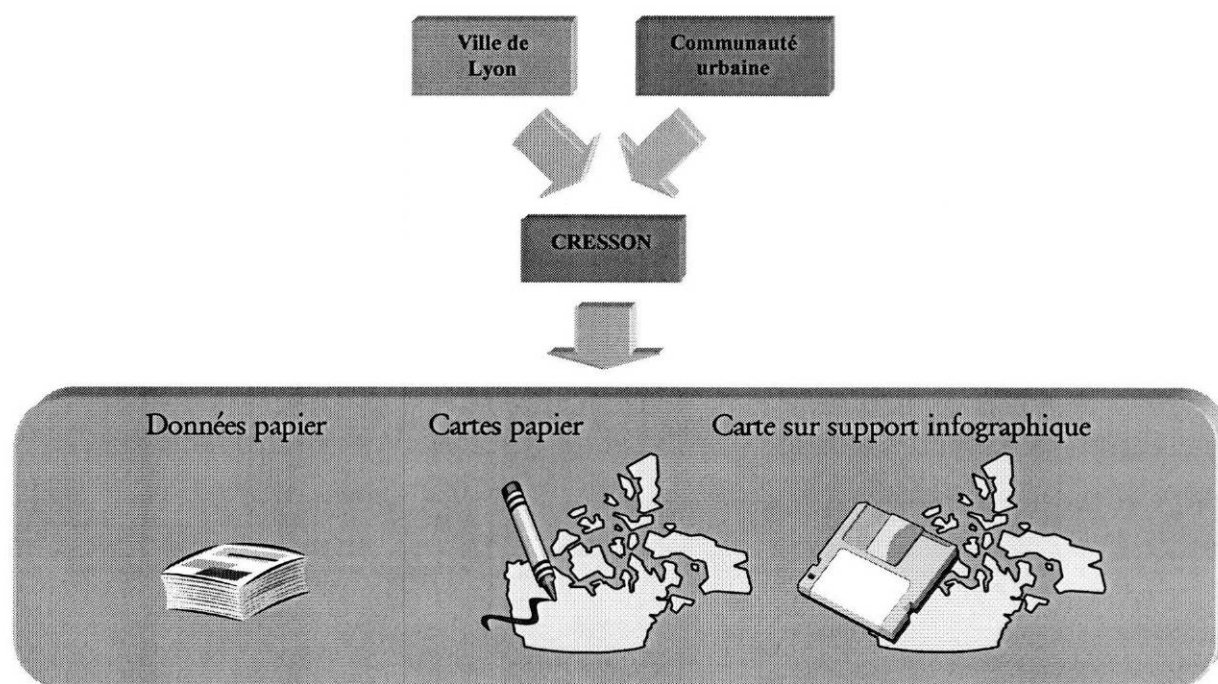 Ville de
Lyon
Communauté
urbaine
CRESSON
Données papier
Cartes papier
Carte sur support infographique